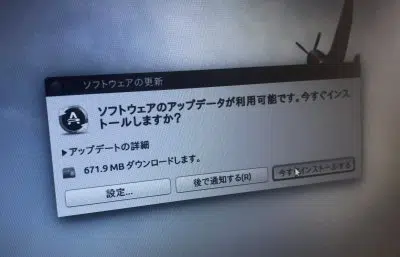 ソフトウェアの更新
ソフトウェアのアップデータが利用可能です。今すぐインス
トールしますか?
▶アップデートの詳細
671.9 MB ダウンロードします。
設定...
後で通知する(R)
今すぐインストールする